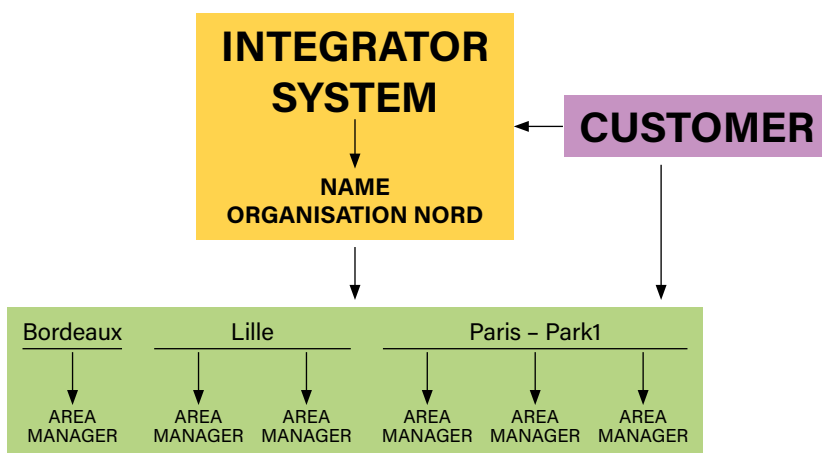 INTEGRATOR
SYSTEM
CUSTOMER
NAME
ORGANISATION NORD
Bordeaux
Lille
Paris – Park1
AREA
MANAGER
AREA
MANAGER
AREA
MANAGER
AREA
MANAGER
AREA
MANAGER
AREA
MANAGER